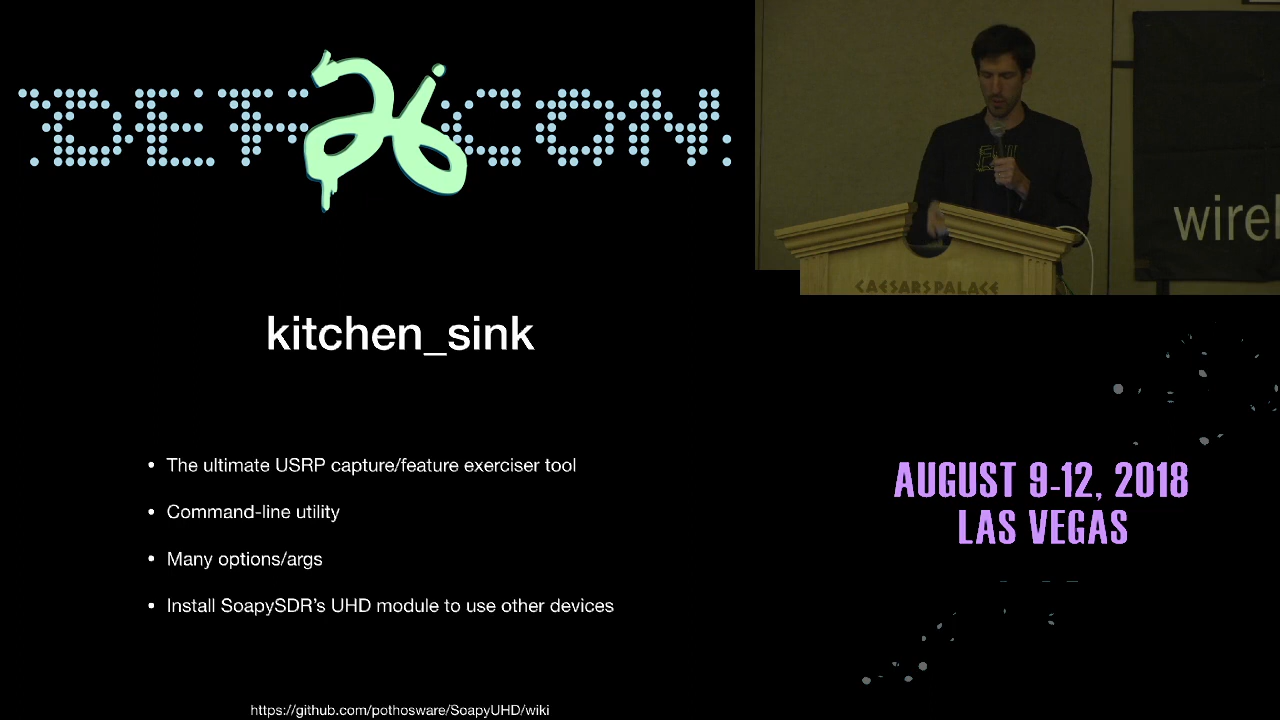 DEF 26 CON
CAESARS PALACE
kitchen_sink
• The ultimate USRP capture/feature exerciser tool
• Command-line utility
• Many options/args
• Install SoapySDR's UHD module to use other devices
AUGUST 9-12, 2018
LAS VEGAS
https://github.com/pothosware/SoapyUHD/wiki